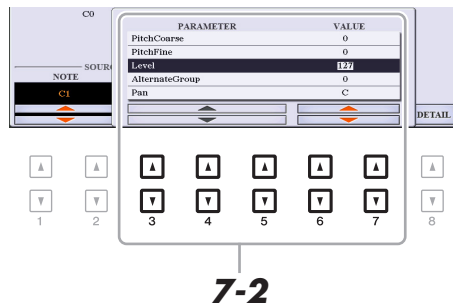 C0
PARAMETER VALUE
PitchCoarse 0
PitchFine 0
Level 127
AlternateGroup 0
Pan C
SOUR
NOTE
C1
DETAIL
1 2 3 4 5 6 7 8
7-2